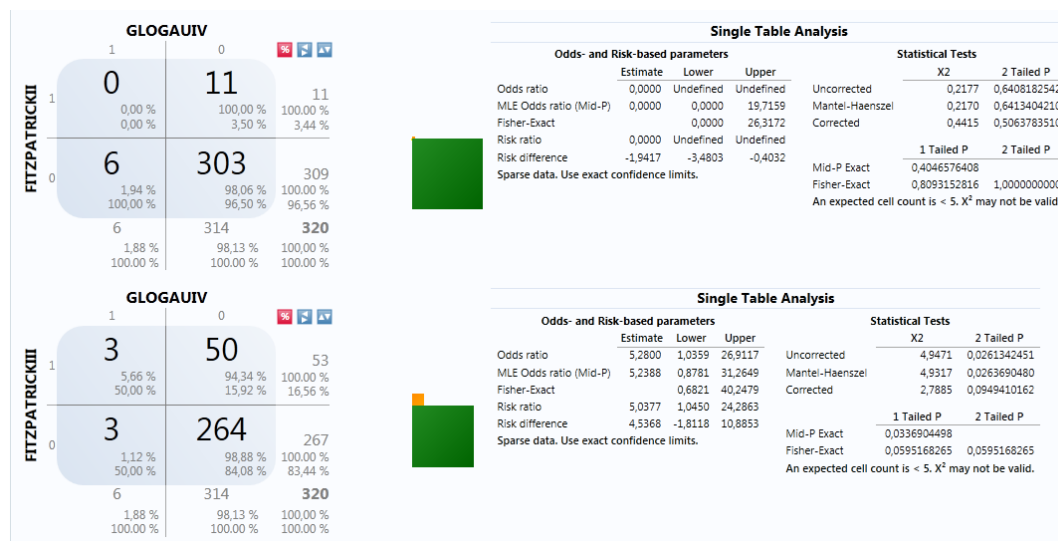 GLOGAUIV
1 0
FITZPATRICKII
1 0 11 11
0,00 % 100,00 % 100.00 %
0,00 % 3,50 % 3,44 %
0 6 303 309
1,94 % 98,06 % 100.00 %
100,00 % 96,50 % 96,56 %
6 314 320
1,88 % 98,13 % 100,00 %
100.00 % 100.00 % 100.00 %
Single Table Analysis
Odds- and Risk-based parameters
Estimate Lower Upper
Odds ratio 0,0000 Undefined Undefined
MLE Odds ratio (Mid-P) 0,0000 0,0000 19,7159
Fisher-Exact 0,0000 26,3172
Risk ratio 0,0000 Undefined Undefined
Risk difference -1,9417 -3,4803 -0,4032
Sparse data. Use exact confidence limits.
Statistical Tests
X2 2 Tailed P
Uncorrected 0,2177 0,6408182542
Mantel-Haenszel 0,2170 0,6413404210
Corrected 0,4415 0,5063783510
1 Tailed P 2 Tailed P
Mid-P Exact 0,4046576408
Fisher-Exact 0,8093152816 1,0000000000
An expected cell count is < 5. X² may not be valid.
GLOGAUIV
1 0
FITZPATRICKIII
1 3 50 53
5,66 % 94,34 % 100.00 %
50,00 % 15,92 % 16,56 %
0 3 264 267
1,12 % 98,88 % 100.00 %
50,00 % 84,08 % 83,44 %
6 314 320
1,88 % 98,13 % 100,00 %
100.00 % 100.00 % 100.00 %
Single Table Analysis
Odds- and Risk-based parameters
Estimate Lower Upper
Odds ratio 5,2800 1,0359 26,9117
MLE Odds ratio (Mid-P) 5,2388 0,8781 31,2649
Fisher-Exact 0,6821 40,2479
Risk ratio 5,0377 1,0450 24,2863
Risk difference 4,5368 -1,8118 10,8853
Sparse data. Use exact confidence limits.
Statistical Tests
X2 2 Tailed P
Uncorrected 4,9471 0,0261342451
Mantel-Haenszel 4,9317 0,0263690480
Corrected 2,7885 0,0949410162
1 Tailed P 2 Tailed P
Mid-P Exact 0,0336904498
Fisher-Exact 0,0595168265 0,0595168265
An expected cell count is < 5. X² may not be valid.